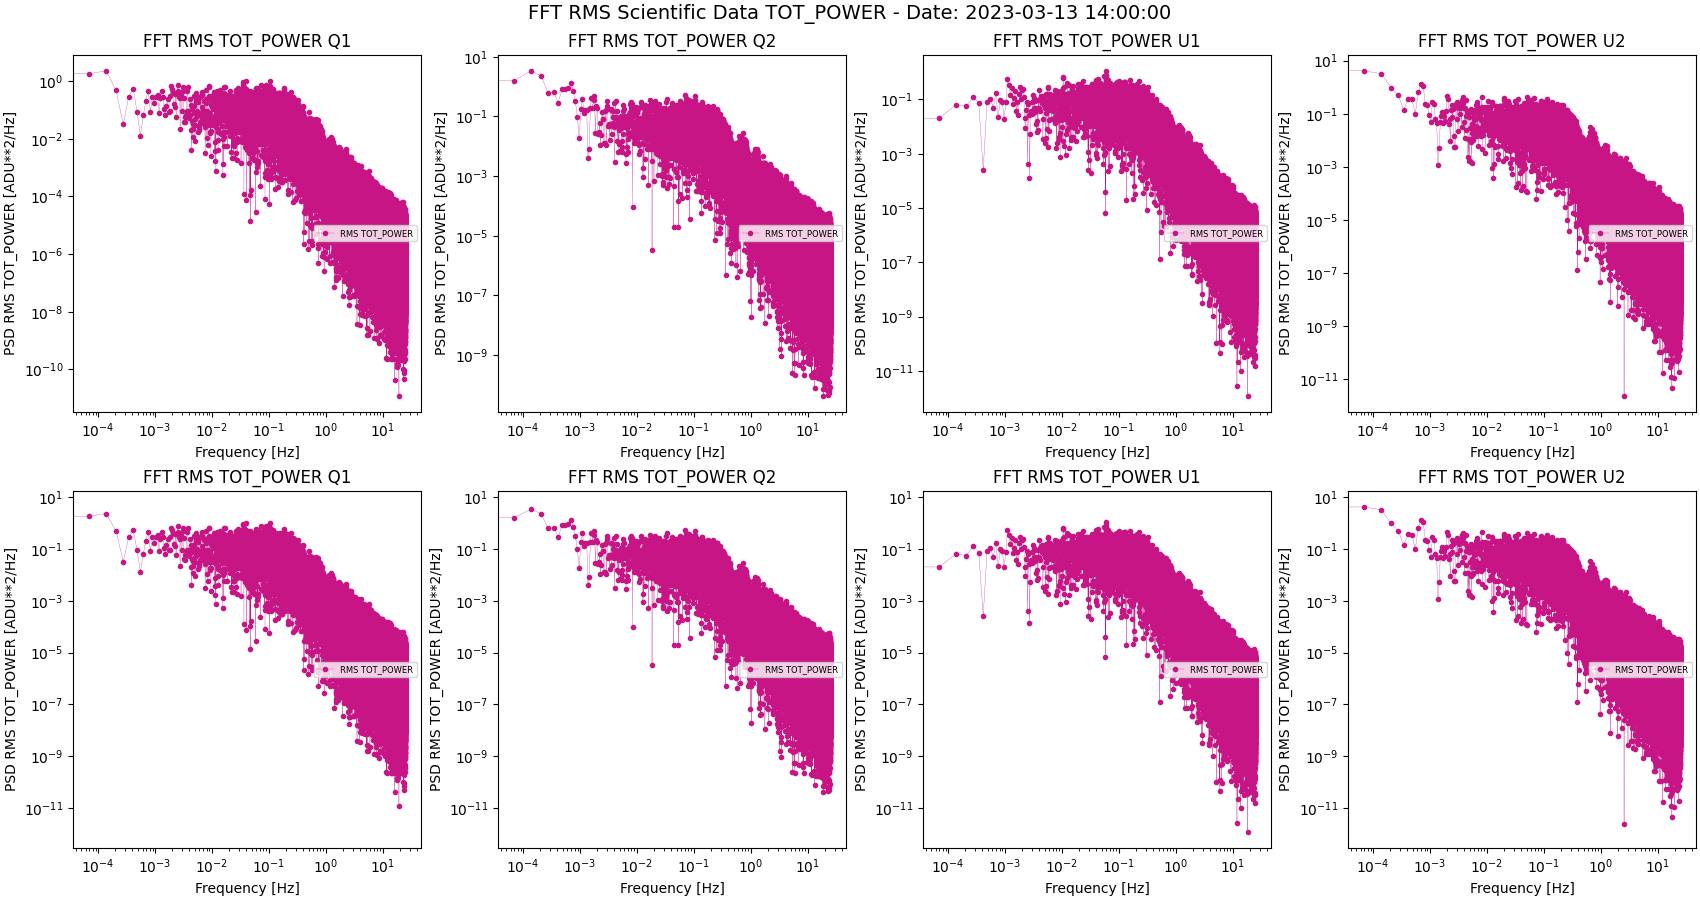 FFT RMS Scientific Data TOT_POWER - Date: 2023-03-13 14:00:00
FFT RMS TOT_POWER Q1
PSD RMS TOT_POWER [ADU**2/Hz]
10^0
10^-2
10^-4
10^-6
10^-8
10^-10
RMS TOT_POWER
10^-4 10^-3 10^-2 10^-1 10^0 10^1
Frequency [Hz]
FFT RMS TOT_POWER Q2
PSD RMS TOT_POWER [ADU**2/Hz]
10^1
10^-1
10^-3
10^-5
10^-7
10^-9
RMS TOT_POWER
10^-4 10^-3 10^-2 10^-1 10^0 10^1
Frequency [Hz]
FFT RMS TOT_POWER U1
PSD RMS TOT_POWER [ADU**2/Hz]
10^-1
10^-3
10^-5
10^-7
10^-9
10^-11
RMS TOT_POWER
10^-4 10^-3 10^-2 10^-1 10^0 10^1
Frequency [Hz]
FFT RMS TOT_POWER U2
PSD RMS TOT_POWER [ADU**2/Hz]
10^1
10^-1
10^-3
10^-5
10^-7
10^-9
10^-11
RMS TOT_POWER
10^-4 10^-3 10^-2 10^-1 10^0 10^1
Frequency [Hz]
FFT RMS TOT_POWER Q1
PSD RMS TOT_POWER [ADU**2/Hz]
10^1
10^-1
10^-3
10^-5
10^-7
10^-9
10^-11
RMS TOT_POWER
10^-4 10^-3 10^-2 10^-1 10^0 10^1
Frequency [Hz]
FFT RMS TOT_POWER Q2
PSD RMS TOT_POWER [ADU**2/Hz]
10^1
10^-1
10^-3
10^-5
10^-7
10^-9
10^-11
RMS TOT_POWER
10^-4 10^-3 10^-2 10^-1 10^0 10^1
Frequency [Hz]
FFT RMS TOT_POWER U1
PSD RMS TOT_POWER [ADU**2/Hz]
10^1
10^-1
10^-3
10^-5
10^-7
10^-9
10^-11
RMS TOT_POWER
10^-4 10^-3 10^-2 10^-1 10^0 10^1
Frequency [Hz]
FFT RMS TOT_POWER U2
PSD RMS TOT_POWER [ADU**2/Hz]
10^1
10^-1
10^-3
10^-5
10^-7
10^-9
10^-11
RMS TOT_POWER
10^-4 10^-3 10^-2 10^-1 10^0 10^1
Frequency [Hz]